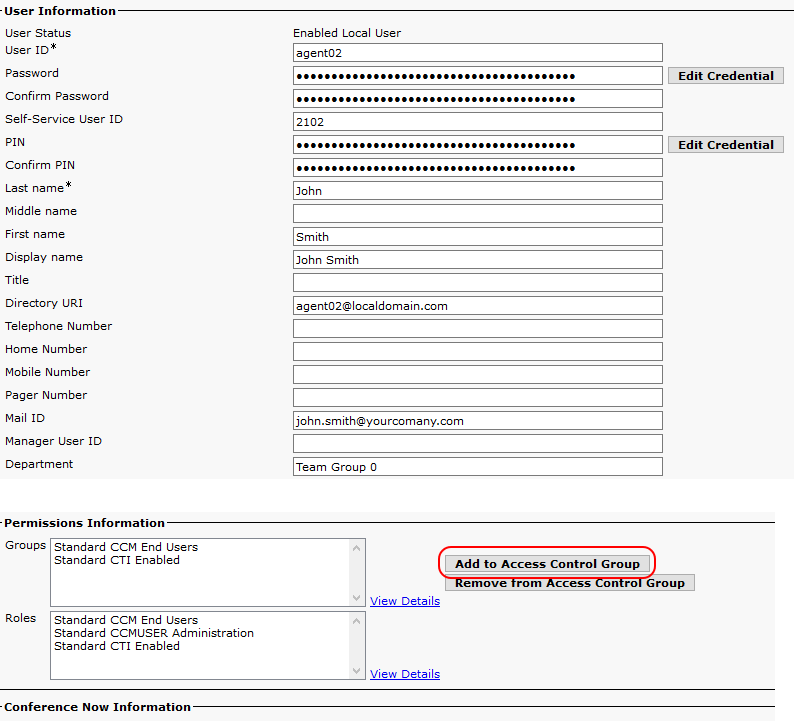 User Information
User Status Enabled Local User
User ID* agent02
Password •••••••••••••••••••••••••••••••••••••••• Edit Credential
Confirm Password ••••••••••••••••••••••••••••••••••••••••
Self-Service User ID 2102
PIN •••••••••••••••••••••••••••••••••••••••• Edit Credential
Confirm PIN ••••••••••••••••••••••••••••••••••••••••
Last name* John
Middle name
First name Smith
Display name John Smith
Title
Directory URI agent02@localdomain.com
Telephone Number
Home Number
Mobile Number
Pager Number
Mail ID john.smith@yourcomany.com
Manager User ID
Department Team Group 0
Permissions Information
Groups Standard CCM End Users
Standard CTI Enabled
Add to Access Control Group
Remove from Access Control Group
View Details
Roles Standard CCM End Users
Standard CCMUSER Administration
Standard CTI Enabled
View Details
Conference Now Information